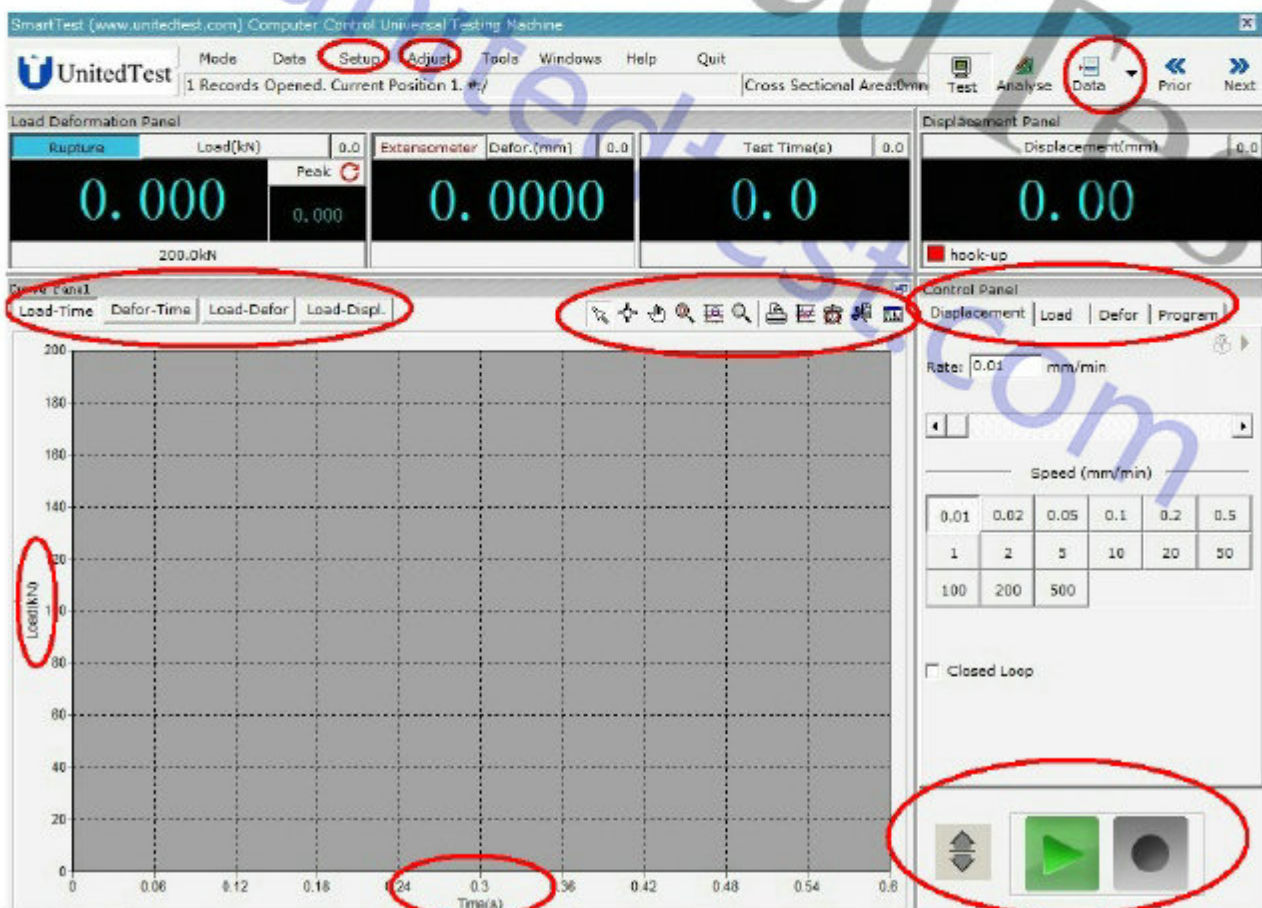 SmartTest (www.unitedtest.com) Computer Control Universal Testing Machine
UnitedTest
Mode Data Setup Adjust Tools Windows Help Quit
1 Records Opened. Current Position 1. #:/
Cross Sectional Area:0mm
Test Analyse Data Prior Next
Load Deformation Panel
Rupture Load(kN) 0.0
Peak
0.000
0.000
200.0kN
Extensometer Defor.(mm) 0.0
0.0000
Test Time(s) 0.0
0.0
Displacement Panel
Displacement(mm) 0.0
0.00
hook-up
Load-Time Defor-Time Load-Defor Load-Displ.
Load(kN)
200
180
160
140
120
100
80
60
40
20
0
0 0.06 0.12 0.18 0.24 0.3 0.36 0.42 0.48 0.54 0.6
Time(s)
Control Panel
Displacement Load Defor Program
Rate: 0.01 mm/min
Speed (mm/min)
0.01 0.02 0.05 0.1 0.2 0.5
1 2 5 10 20 50
100 200 500
Closed Loop
unitedtest.com